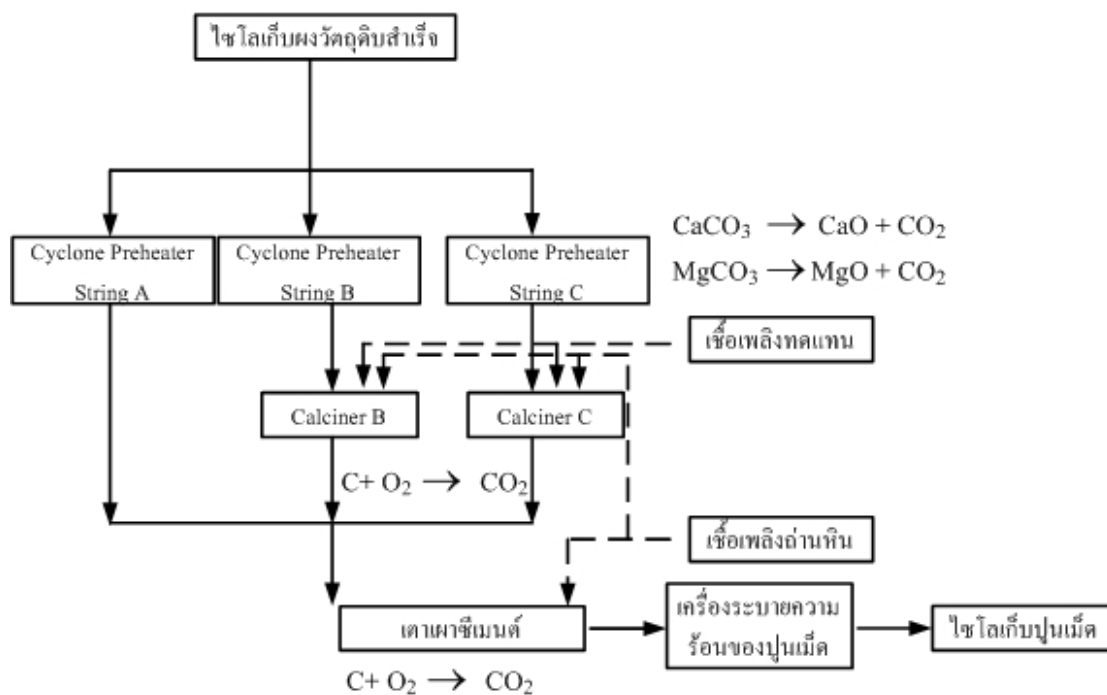 ไซโลเก็บผงวัตถุดิบสำเร็จ
Cyclone Preheater
String A
Cyclone Preheater
String B
Cyclone Preheater
String C
CaCO₃ → CaO + CO₂
MgCO₃ → MgO + CO₂
เชื้อเพลิงทดแทน
Calciner B
Calciner C
C+ O₂ → CO₂
เชื้อเพลิงถ่านหิน
เตาเผาซีเมนต์
เครื่องระบายความ
ร้อนของปูนเม็ด
ไซโลเก็บปูนเม็ด
C+ O₂ → CO₂